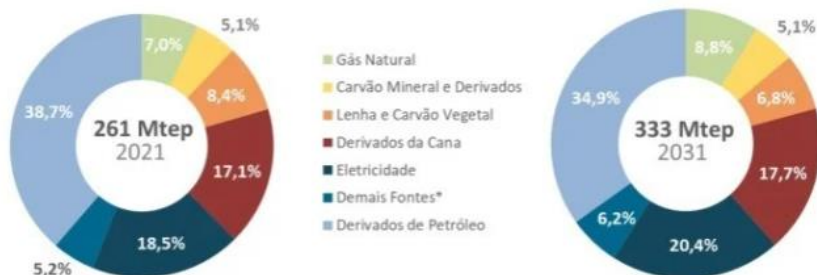 5,1%
7,0%
8,4%
38,7%
261 Mtep
2021
17,1%
18,5%
5,2%
Gás Natural
Carvão Mineral e Derivados
Lenha e Carvão Vegetal
Derivados da Cana
Eletricidade
Demais Fontes*
Derivados de Petróleo
5,1%
8,8%
6,8%
34,9%
333 Mtep
2031
17,7%
6,2%
20,4%